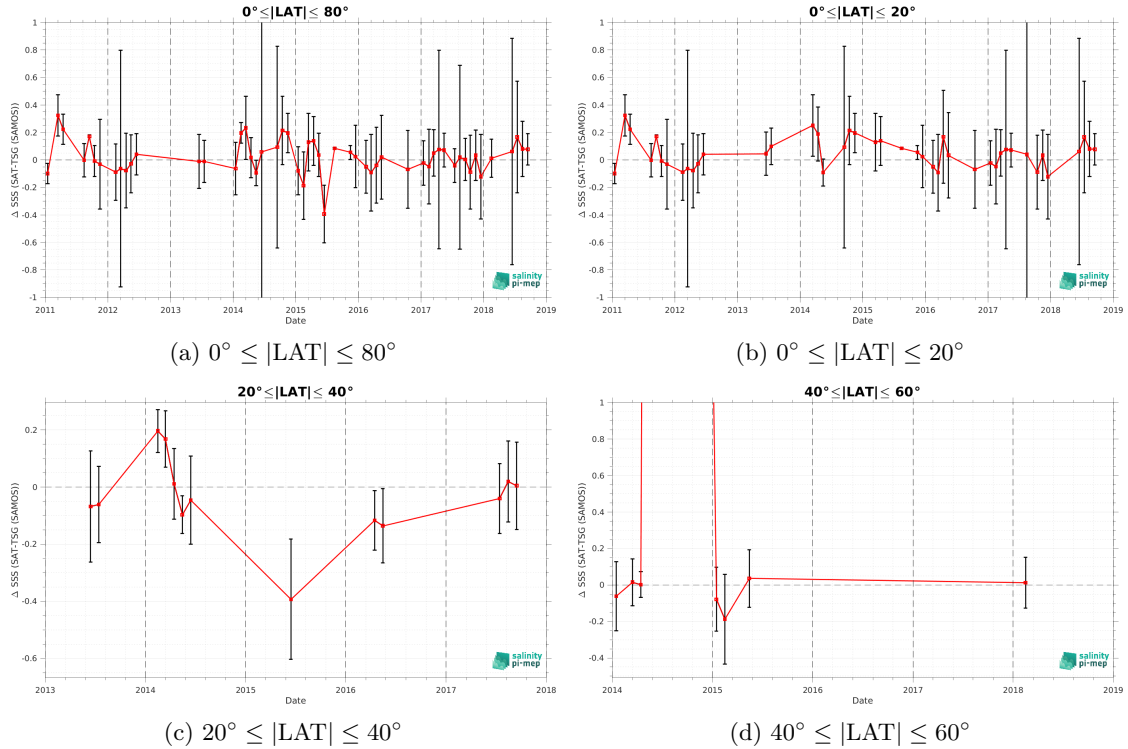 0°≤|LAT|≤ 80°
Δ SSS (SAT-TSG (SAMOS))
1
0.8
0.6
0.4
0.2
0
-0.2
-0.4
-0.6
-0.8
-1
2011 2012 2013 2014 2015 2016 2017 2018 2019
Date
salinity
pi-mep
(a) 0° ≤ |LAT| ≤ 80°
0°≤|LAT|≤ 20°
Δ SSS (SAT-TSG (SAMOS))
1
0.8
0.6
0.4
0.2
0
-0.2
-0.4
-0.6
-0.8
-1
2011 2012 2013 2014 2015 2016 2017 2018 2019
Date
salinity
pi-mep
(b) 0° ≤ |LAT| ≤ 20°
20°≤|LAT|≤ 40°
Δ SSS (SAT-TSG (SAMOS))
0.2
0
-0.2
-0.4
-0.6
2013 2014 2015 2016 2017 2018
Date
salinity
pi-mep
(c) 20° ≤ |LAT| ≤ 40°
40°≤|LAT|≤ 60°
Δ SSS (SAT-TSG (SAMOS))
1
0.8
0.6
0.4
0.2
0
-0.2
-0.4
2014 2015 2016 2017 2018 2019
Date
salinity
pi-mep
(d) 40° ≤ |LAT| ≤ 60°